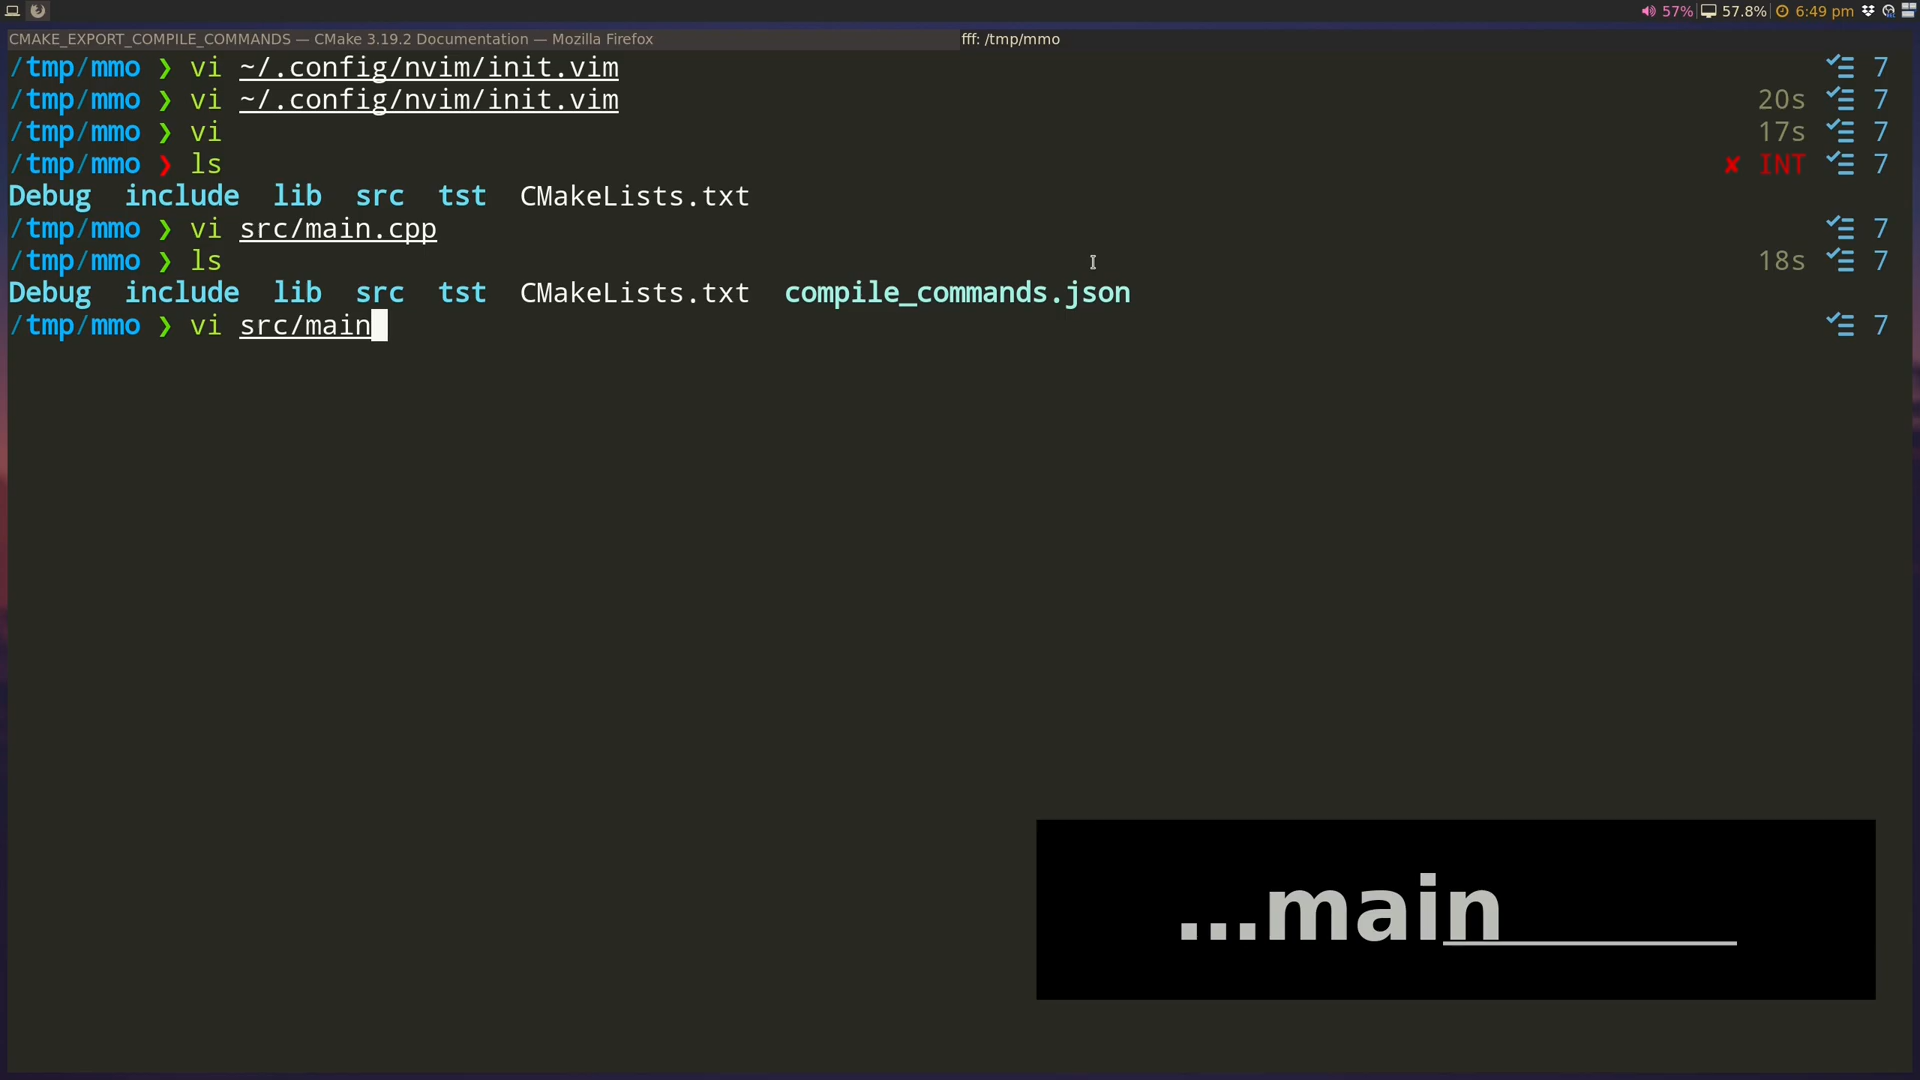 57% 57.8% 6:49 pm
CMAKE_EXPORT_COMPILE_COMMANDS — CMake 3.19.2 Documentation — Mozilla Firefox
fff: /tmp/mmo
/tmp/mmo ❯ vi ~/.config/nvim/init.vim 7
/tmp/mmo ❯ vi ~/.config/nvim/init.vim 20s 7
/tmp/mmo ❯ vi 17s 7
/tmp/mmo ❯ ls ✘ INT 7
Debug include lib src tst CMakeLists.txt
/tmp/mmo ❯ vi src/main.cpp 7
/tmp/mmo ❯ ls 18s 7
Debug include lib src tst CMakeLists.txt compile_commands.json
/tmp/mmo ❯ vi src/main 7
...main